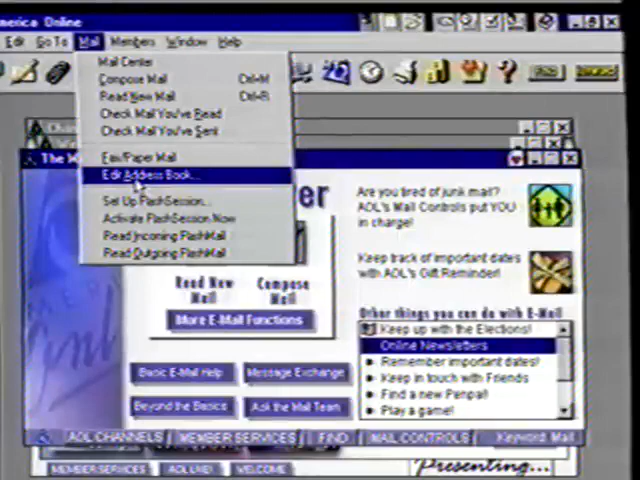 America Online
Edit Go To Mail Members Window Help
Mail Center
Compose Mail Ctrl+M
Read New Mail Ctrl+R
Check Mail You've Read
Check Mail You've Sent
Fax/Paper Mail
Edit Address Book...
Set Up FlashSession...
Activate FlashSession Now
Read Incoming FlashMail
Read Outgoing FlashMail
Find
Keyword
The
Are you tired of junk mail?
AOL's Mail Controls put YOU
in charge!
Keep track of important dates
with AOL's Gift Reminder!
Read New Mail
Compose Mail
More E-Mail Functions
Other things you can do with E-Mail
Keep up with the Elections!
Online Newsletters
Remember important dates!
Keep in touch with Friends
Find a new Penpal!
Play a game!
Basic E-Mail Help
Message Exchange
Beyond the Basics
Ask the Mail Team
AOL CHANNELS MEMBER SERVICES FIND MAIL CONTROLS Keyword: Mail
MEMBER SERVICES AOL LIVE! WELCOME Presenting...